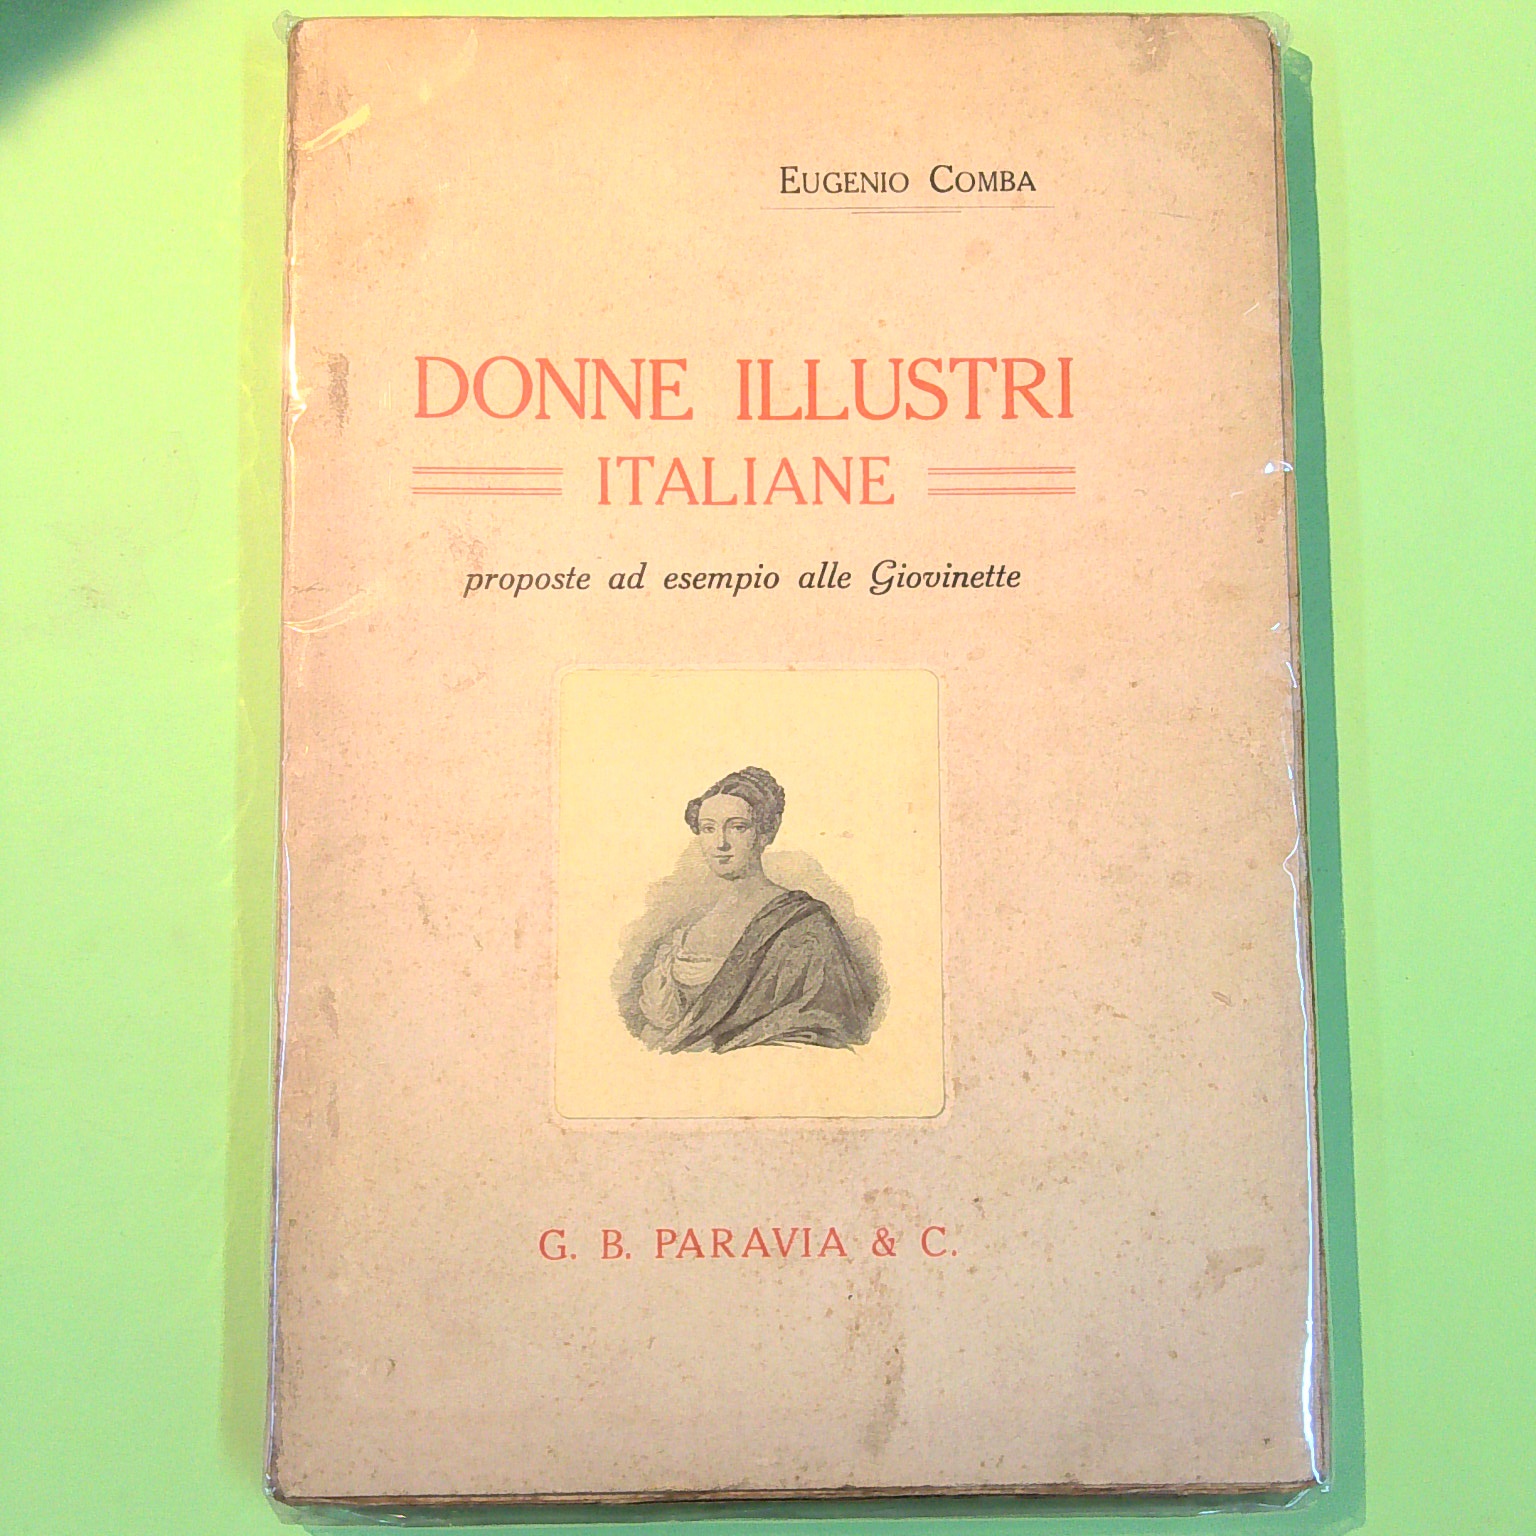 EUGENIO COMBA
DONNE ILLUSTRI
ITALIANE
proposte ad esempio alle Giovinette
G. B. PARAVIA & C.